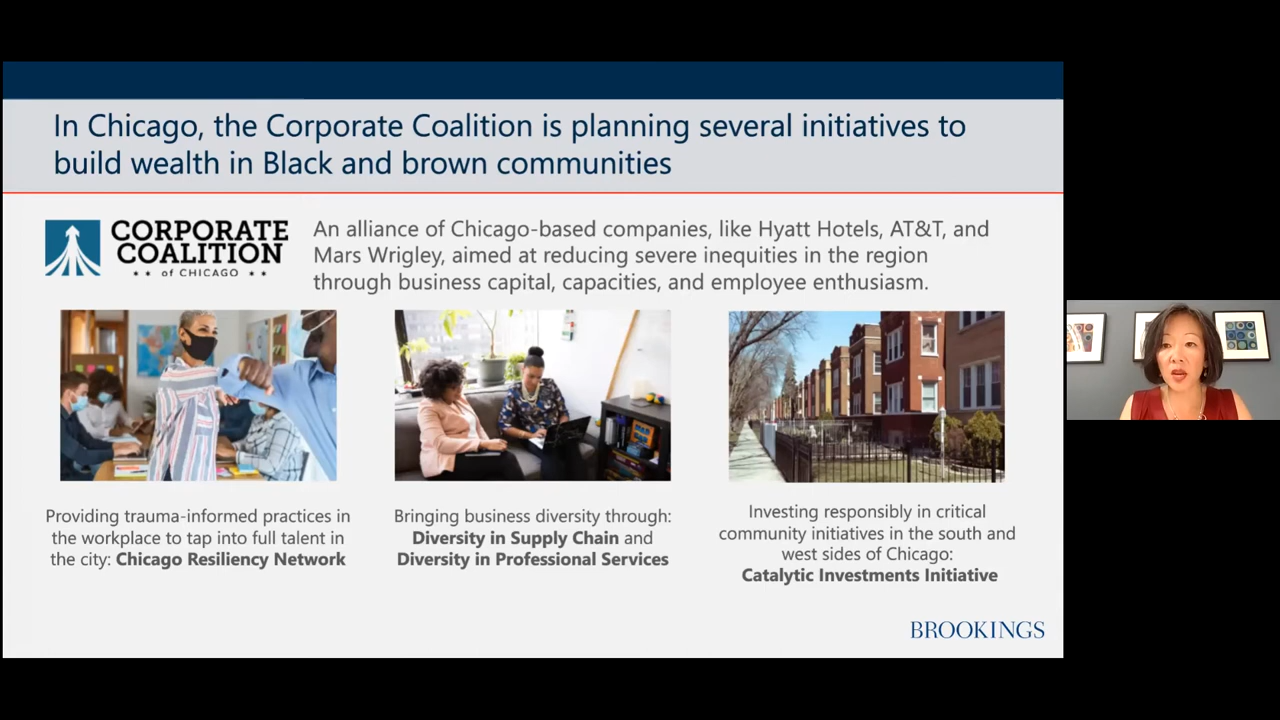 In Chicago, the Corporate Coalition is planning several initiatives to
build wealth in Black and brown communities
CORPORATE
COALITION
of CHICAGO
An alliance of Chicago-based companies, like Hyatt Hotels, AT&T, and
Mars Wrigley, aimed at reducing severe inequities in the region
through business capital, capacities, and employee enthusiasm.
Providing trauma-informed practices in
the workplace to tap into full talent in
the city: Chicago Resiliency Network
Bringing business diversity through:
Diversity in Supply Chain and
Diversity in Professional Services
Investing responsibly in critical
community initiatives in the south and
west sides of Chicago:
Catalytic Investments Initiative
BROOKINGS